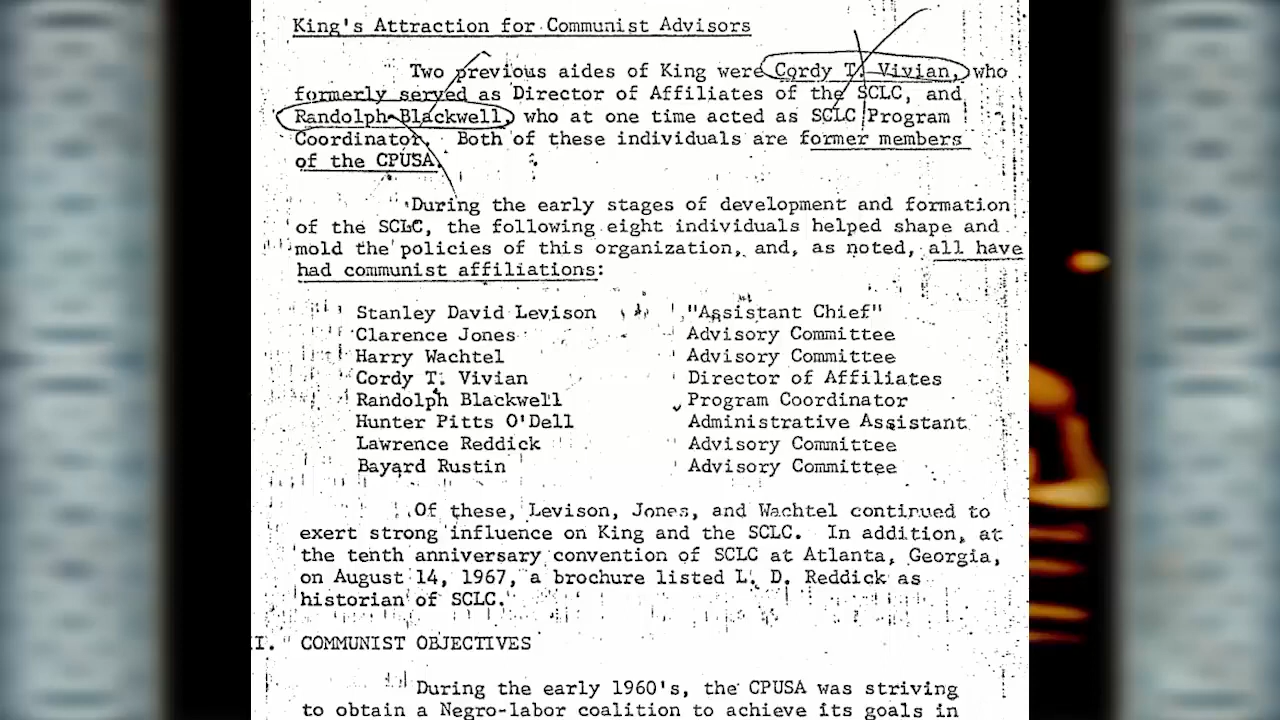 King's Attraction for Communist Advisors
Two previous aides of King were Cordy T. Vivian, who
formerly served as Director of Affiliates of the SCLC, and
Randolph Blackwell, who at one time acted as SCLC Program
Coordinator. Both of these individuals are former members
of the CPUSA.
During the early stages of development and formation
of the SCLC, the following eight individuals helped shape and
mold the policies of this organization, and, as noted, all have
had communist affiliations:
Stanley David Levison "Assistant Chief"
Clarence Jones Advisory Committee
Harry Wachtel Advisory Committee
Cordy T. Vivian Director of Affiliates
Randolph Blackwell Program Coordinator
Hunter Pitts O'Dell Administrative Assistant
Lawrence Reddick Advisory Committee
Bayard Rustin Advisory Committee
Of these, Levison, Jones, and Wachtel continued to
exert strong influence on King and the SCLC. In addition, at
the tenth anniversary convention of SCLC at Atlanta, Georgia,
on August 14, 1967, a brochure listed L. D. Reddick as
historian of SCLC.
II. COMMUNIST OBJECTIVES
During the early 1960's, the CPUSA was striving
to obtain a Negro-labor coalition to achieve its goals in